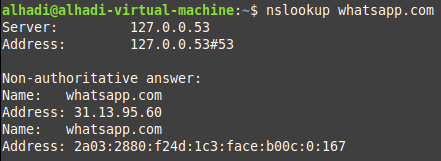 alhadi@alhadi-virtual-machine:~$ nslookup whatsapp.com
Server:         127.0.0.53
Address:        127.0.0.53#53

Non-authoritative answer:
Name:   whatsapp.com
Address: 31.13.95.60
Name:   whatsapp.com
Address: 2a03:2880:f24d:1c3:face:b00c:0:167